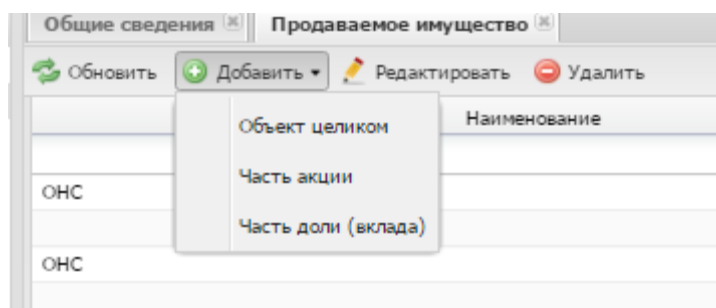 Общие сведения Продаваемое имущество
Обновить Добавить Редактировать Удалить
Наименование
Объект целиком
Часть акции
ОНС
Часть доли (вклада)
ОНС